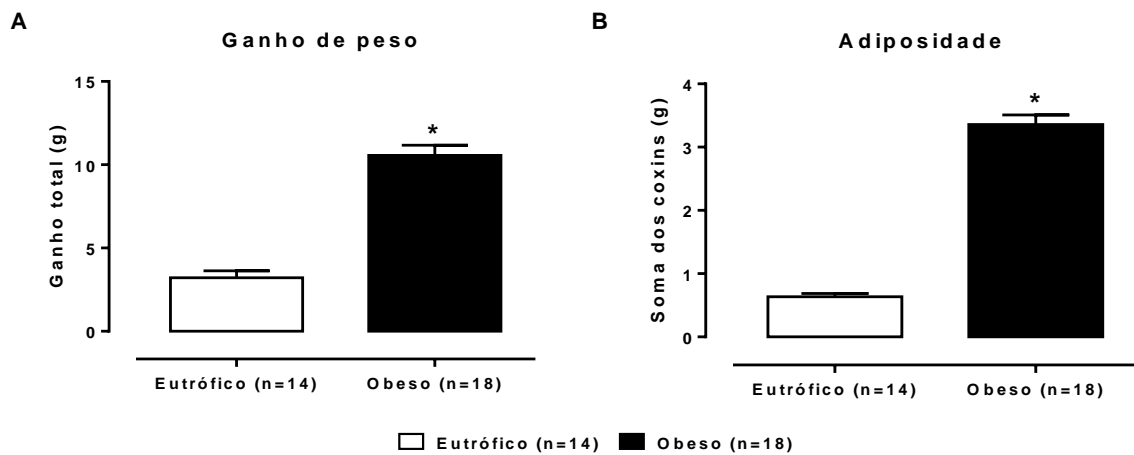 A
Ganho de peso
Ganho total (g)
15
10
5
0
*
Eutrófico (n=14)
Obeso (n=18)
B
Adiposidade
Soma dos coxins (g)
4
3
2
1
0
*
Eutrófico (n=14)
Obeso (n=18)
Eutrófico (n=14)
Obeso (n=18)